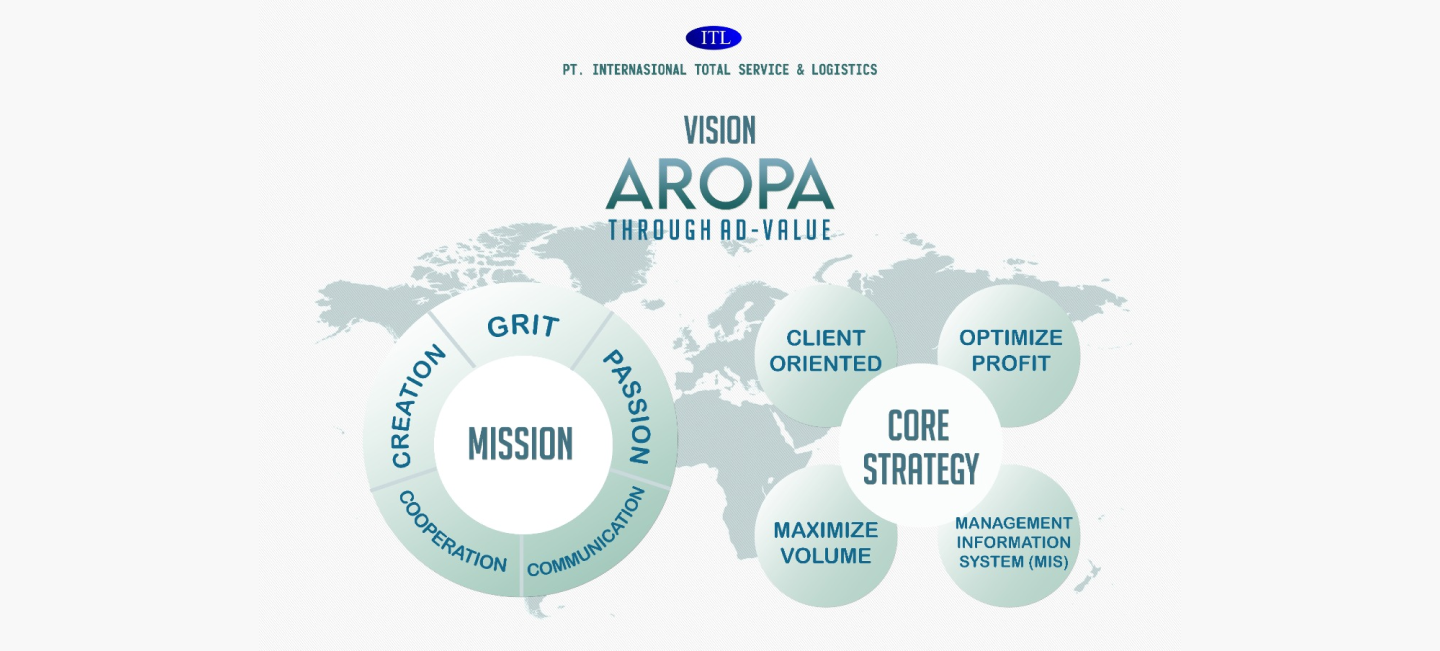 ITL
PT. INTERNASIONAL TOTAL SERVICE & LOGISTICS
VISION
AROPA
THROUGH AD-VALUE
GRIT
PASSION
COMMUNICATION
COOPERATION
CREATION
MISSION
CLIENT
ORIENTED
OPTIMIZE
PROFIT
CORE
STRATEGY
MAXIMIZE
VOLUME
MANAGEMENT
INFORMATION
SYSTEM (MIS)